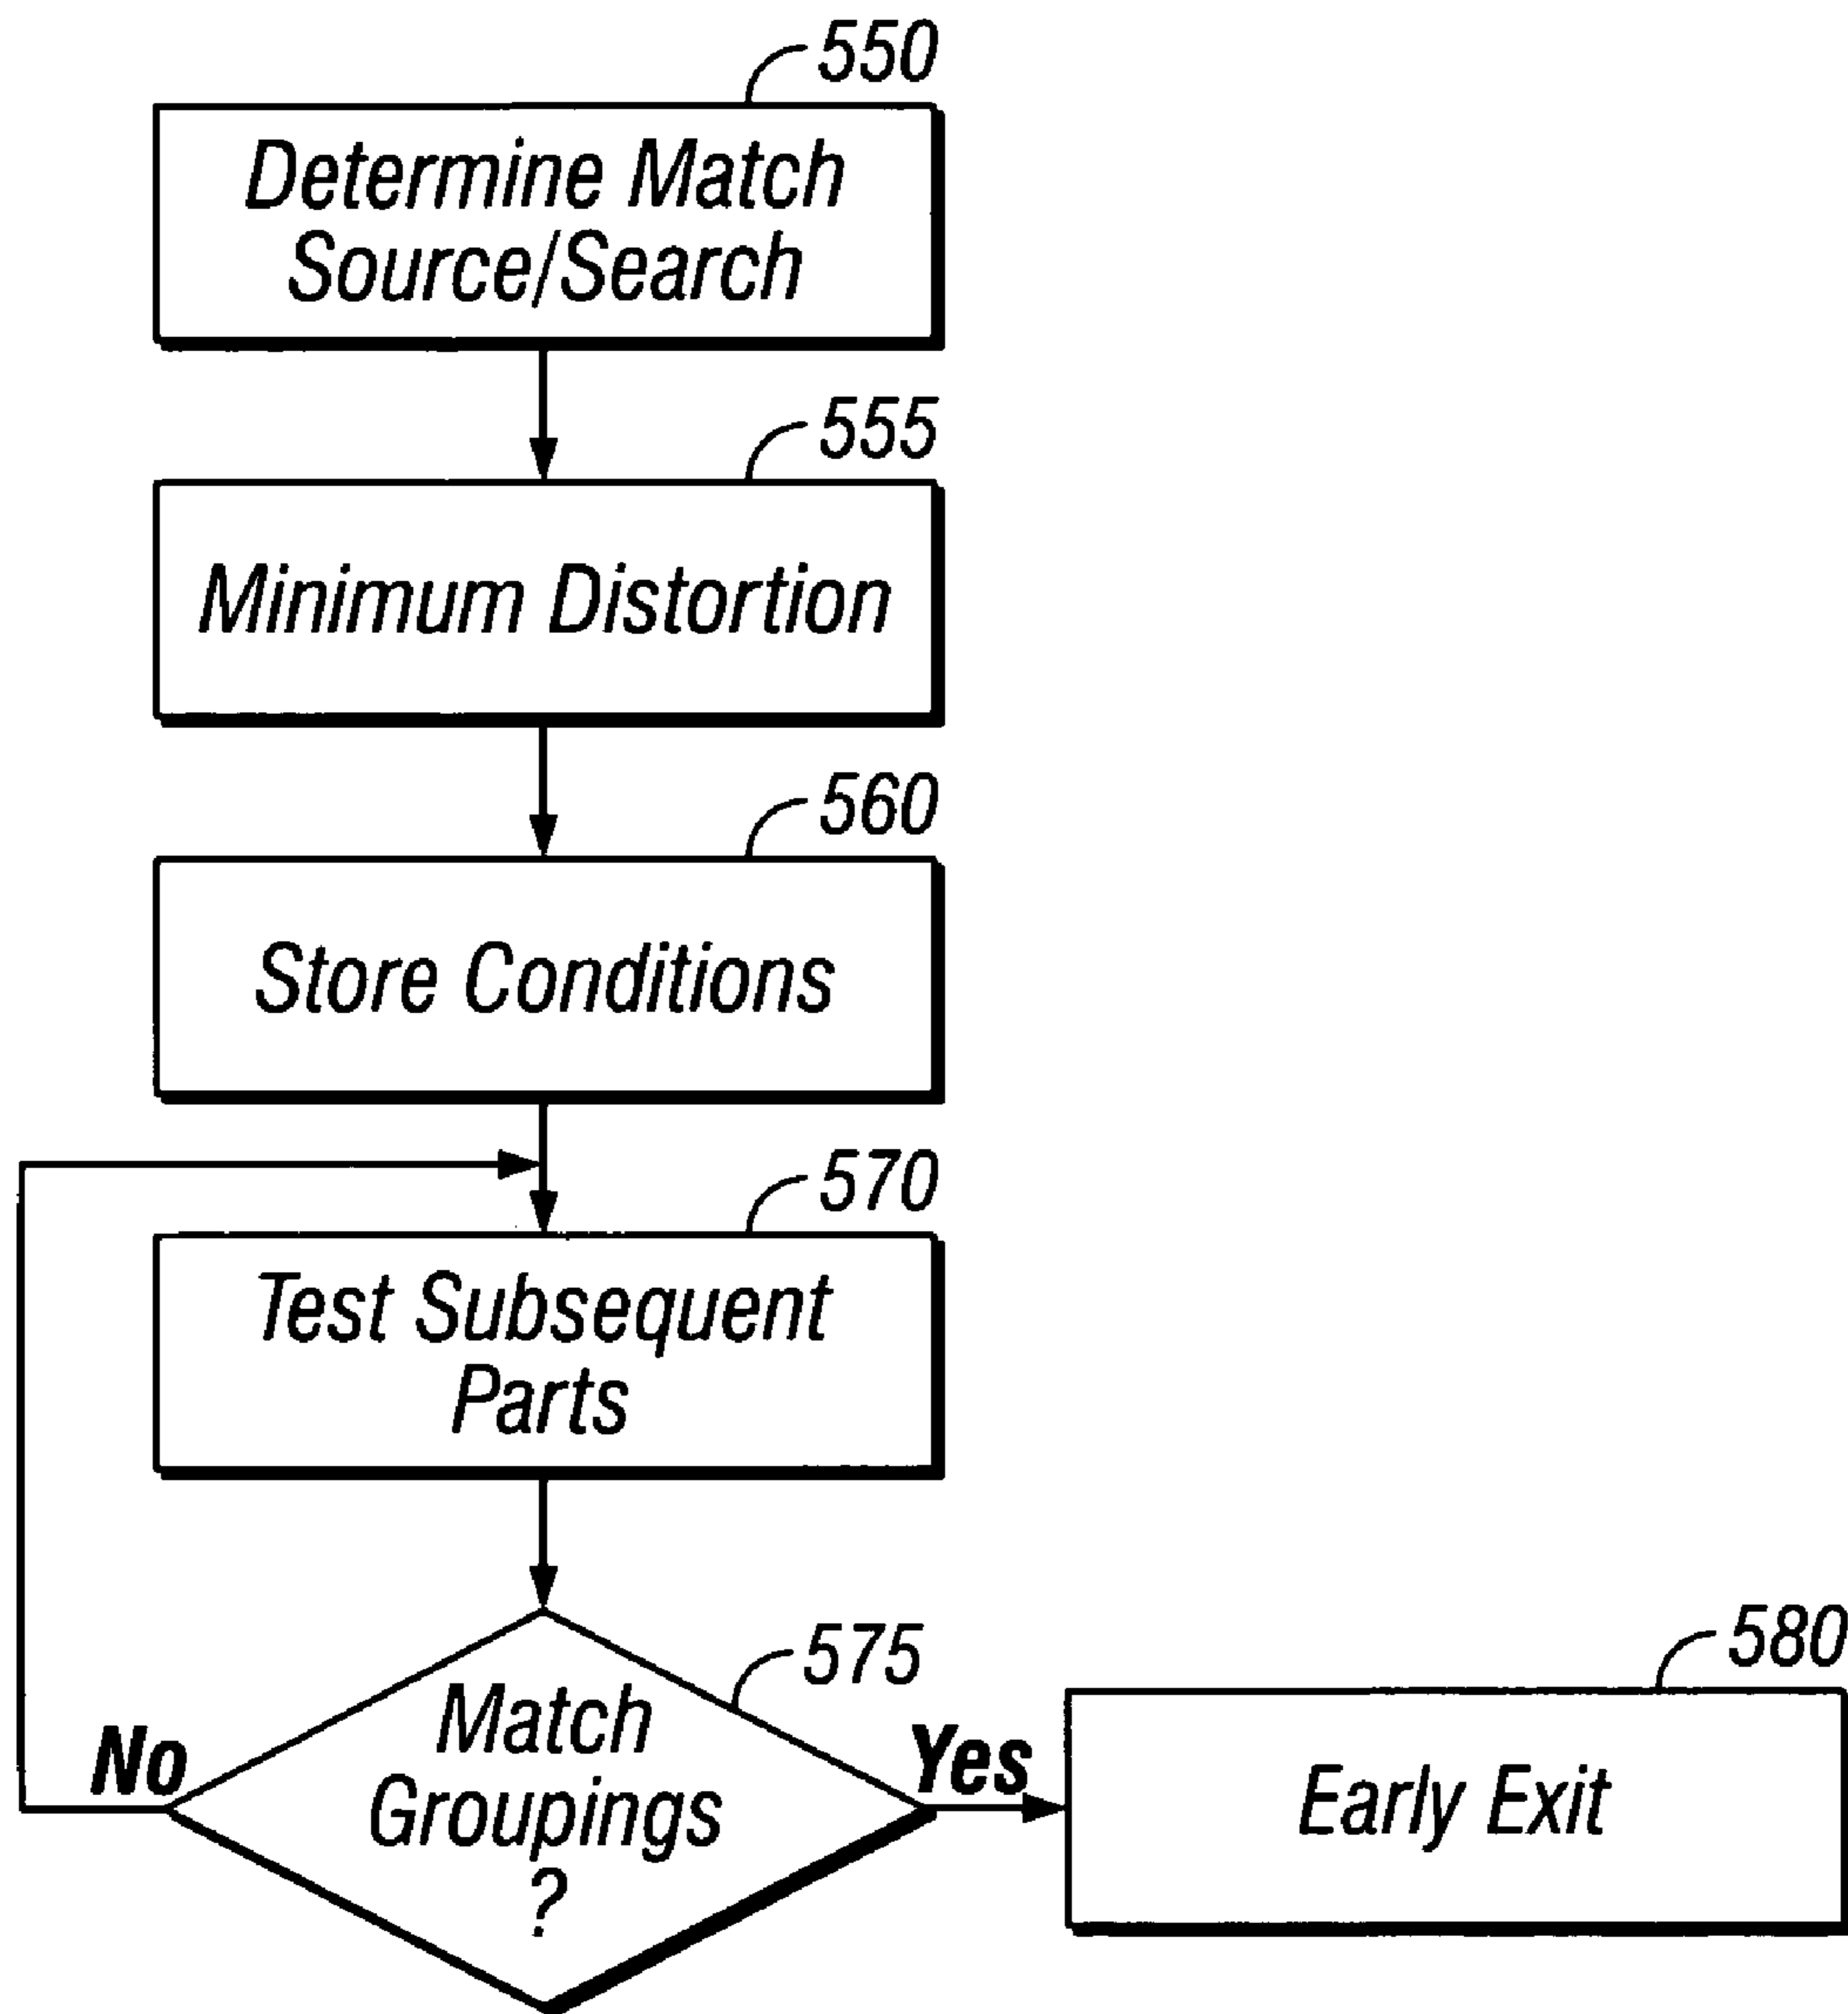 550
Determine Match
Source/Search
555
Minimum Distortion
560
Store Conditions
570
Test Subsequent
Parts
575
Match
Groupings
?
No
Yes
580
Early Exit